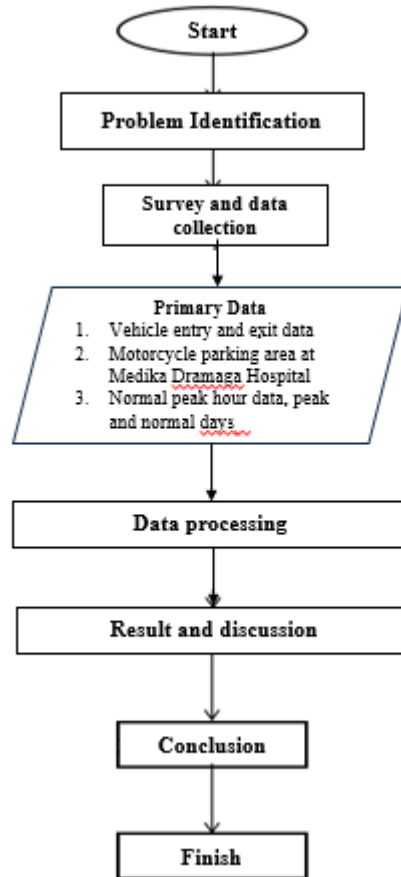 Start
Problem Identification
Survey and data
collection
Primary Data
1. Vehicle entry and exit data
2. Motorcycle parking area at
Medika Dramaga Hospital
3. Normal peak hour data, peak
and normal days
Data processing
Result and discussion
Conclusion
Finish